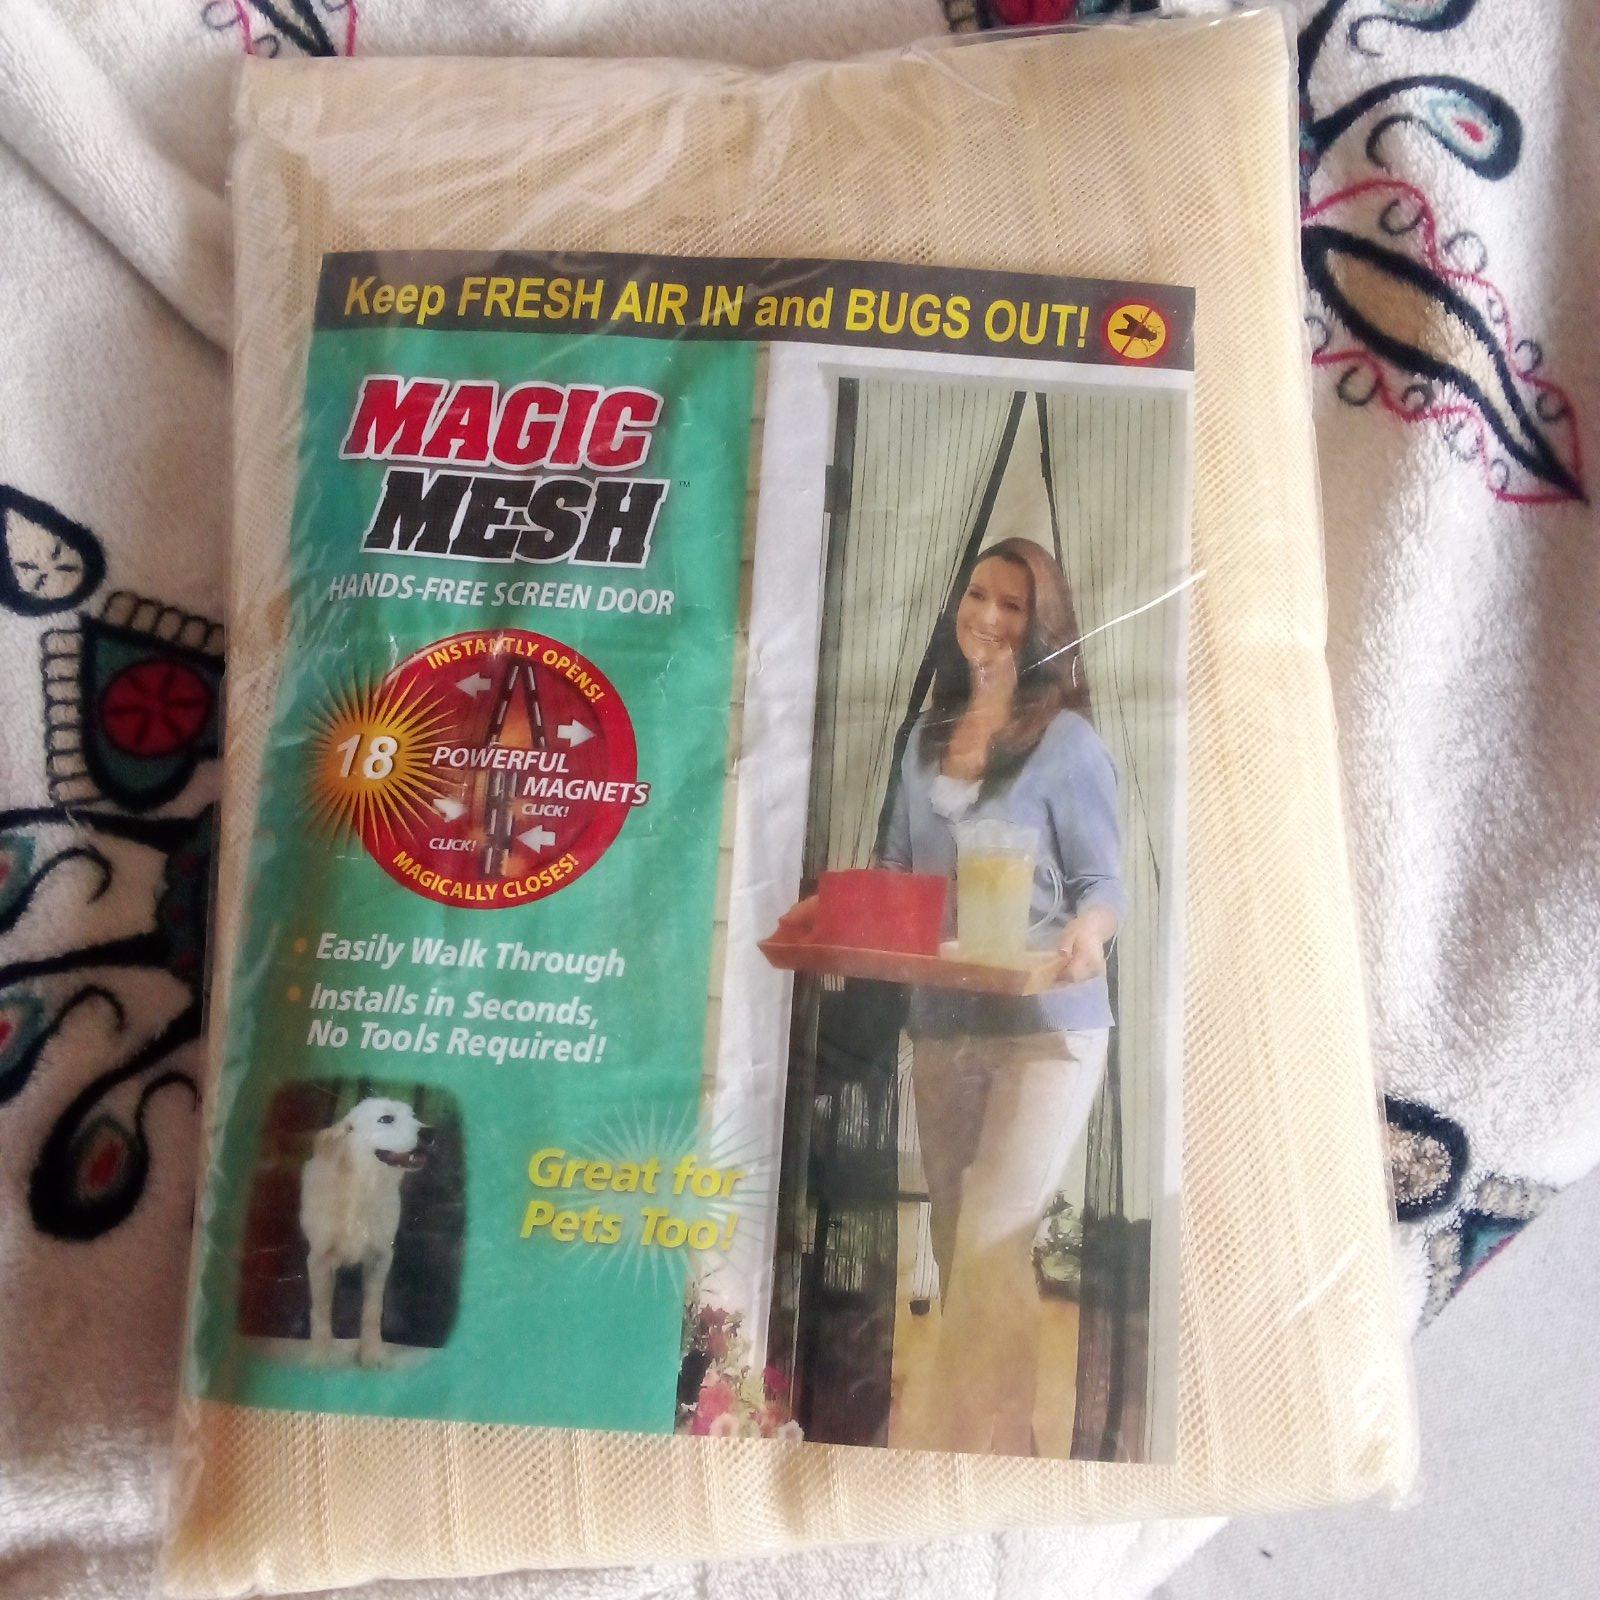 Keep FRESH AIR IN and BUGS OUT!
MAGIC
MESH™
HANDS-FREE SCREEN DOOR
INSTANTLY OPENS!
18
POWERFUL
MAGNETS
CLICK!
CLICK!
MAGICALLY CLOSES!
• Easily Walk Through
• Installs in Seconds,
No Tools Required!
Great for
Pets Too!